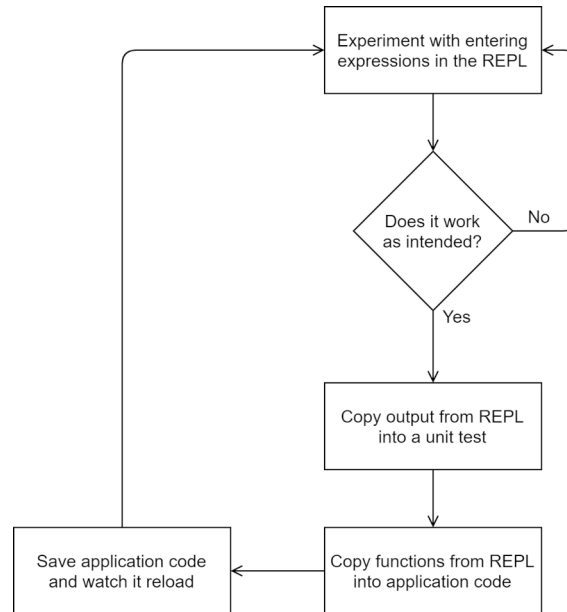 Experiment with entering
expressions in the REPL
Does it work
as intended?
No
Yes
Copy output from REPL
into a unit test
Copy functions from REPL
into application code
Save application code
and watch it reload